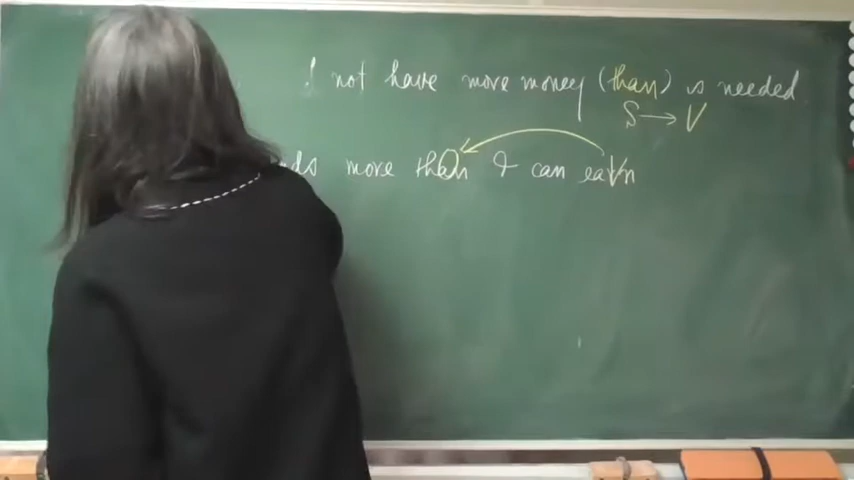 I not have more money (than) is needed
S → V
more than I can earn